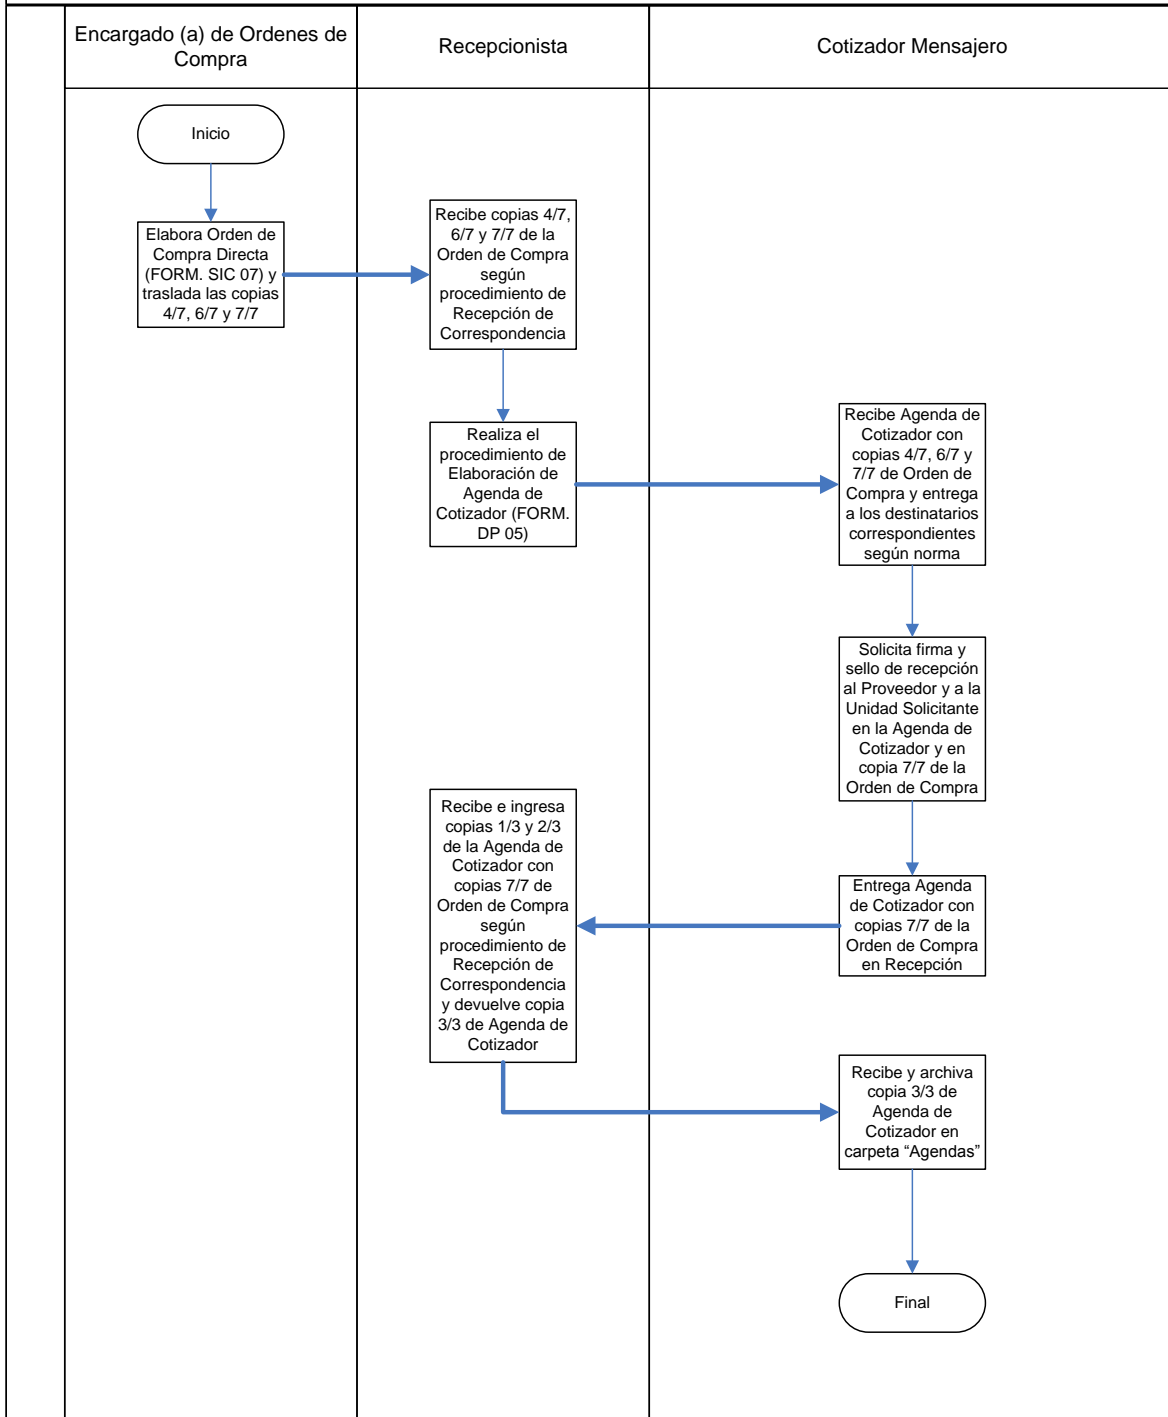 Encargado (a) de Ordenes de
Compra
Recepcionista
Cotizador Mensajero
Inicio
Elabora Orden de
Compra Directa
(FORM. SIC 07) y
traslada las copias
4/7, 6/7 y 7/7
Recibe copias 4/7,
6/7 y 7/7 de la
Orden de Compra
según
procedimiento de
Recepción de
Correspondencia
Realiza el
procedimiento de
Elaboración de
Agenda de
Cotizador (FORM.
DP 05)
Recibe Agenda de
Cotizador con
copias 4/7, 6/7 y
7/7 de Orden de
Compra y entrega
a los destinatarios
correspondientes
según norma
Solicita firma y
sello de recepción
al Proveedor y a la
Unidad Solicitante
en la Agenda de
Cotizador y en
copia 7/7 de la
Orden de Compra
Entrega Agenda
de Cotizador con
copias 7/7 de la
Orden de Compra
en Recepción
Recibe e ingresa
copias 1/3 y 2/3
de la Agenda de
Cotizador con
copias 7/7 de
Orden de Compra
según
procedimiento de
Recepción de
Correspondencia
y devuelve copia
3/3 de Agenda de
Cotizador
Recibe y archiva
copia 3/3 de
Agenda de
Cotizador en
carpeta “Agendas”
Final